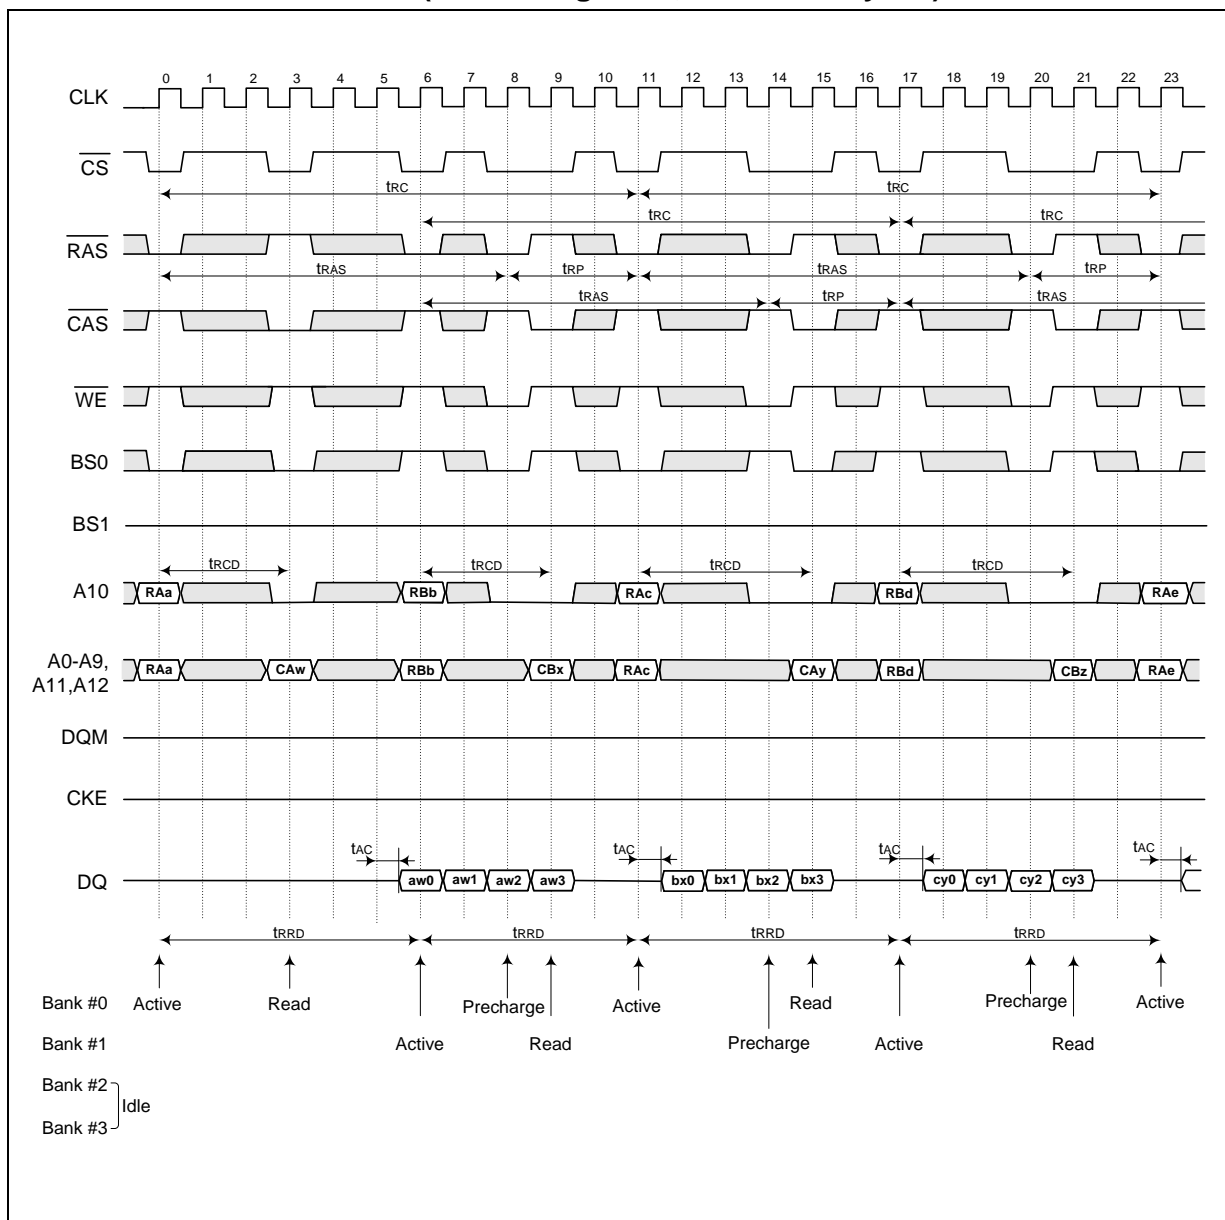 0 1 2 3 4 5 6 7 8 9 10 11 12 13 14 15 16 17 18 19 20 21 22 23
CLK
CS
tRC tRC
tRC tRC
RAS
tRAS tRP tRAS tRP
tRAS tRP tRAS
CAS
WE
BS0
BS1
tRCD tRCD tRCD tRCD
A10 RAa RBb RAc RBd RAe
A0-A9,
A11,A12 RAa CAw RBb CBx RAc CAy RBd CBz RAe
DQM
CKE
tAC tAC tAC tAC
DQ aw0 aw1 aw2 aw3 bx0 bx1 bx2 bx3 cy0 cy1 cy2 cy3
tRRD tRRD tRRD tRRD
Bank #0 Active Read Precharge Active Read Precharge Active
Bank #1 Active Read Precharge Active Read
Bank #2
Idle
Bank #3